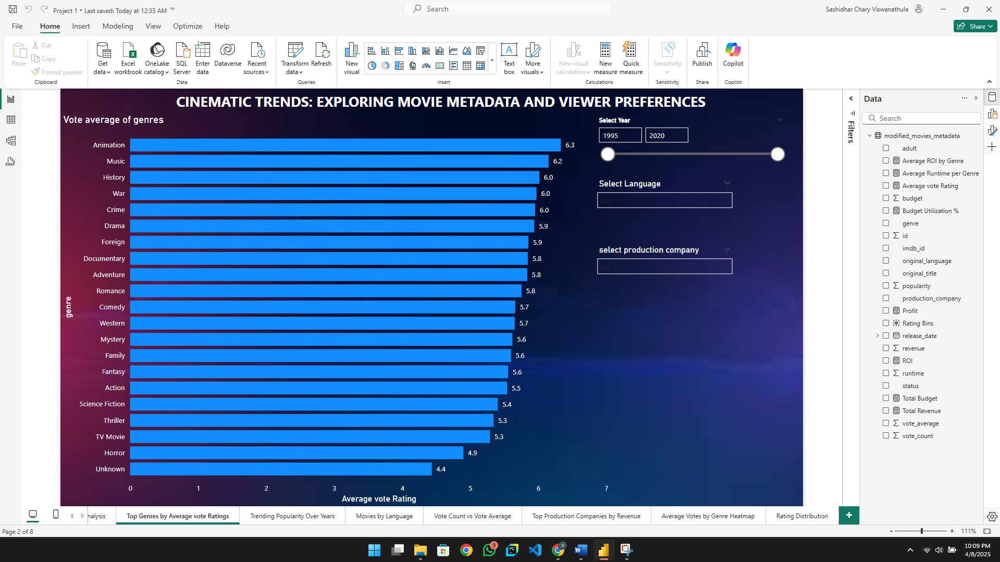 Project 1 • Last saved: Today at 12:33 AM
Search
Sashidhar Chary Viswanathula
File Home Insert Modeling View Optimize Help
Share
Paste
Cut
Copy
Format painter
Clipboard
Get data
Excel workbook
OneLake catalog
SQL Server
Enter data
Dataverse
Recent sources
Data
Transform data
Refresh
Queries
New visual
Text box
More visuals
Insert
New visual calculation
New measure
Quick measure
Calculations
Sensitivity
Sensitivity
Publish
Share
Copilot
Copilot
CINEMATIC TRENDS: EXPLORING MOVIE METADATA AND VIEWER PREFERENCES
Vote average of genres
genre
Animation 6.3
Music 6.2
History 6.0
War 6.0
Crime 6.0
Drama 5.9
Foreign 5.9
Documentary 5.8
Adventure 5.8
Romance 5.8
Comedy 5.7
Western 5.7
Mystery 5.6
Family 5.6
Fantasy 5.6
Action 5.5
Science Fiction 5.4
Thriller 5.3
TV Movie 5.3
Horror 4.9
Unknown 4.4
0 1 2 3 4 5 6 7
Average vote Rating
Select Year
1995 2020
Select Language
All
select production company
All
Filters
Data
Search
modified_movies_metadata
adult
Average ROI by Genre
Average Runtime per Genre
Average vote Rating
budget
Budget Utilization %
genre
id
imdb_id
original_language
original_title
popularity
production_company
Profit
Rating Bins
release_date
revenue
ROI
runtime
status
Total Budget
Total Revenue
vote_average
vote_count
nalysis
Top Genres by Average vote Ratings
Trending Popularity Over Years
Movies by Language
Vote Count vs Vote Average
Top Production Companies by Revenue
Average Votes by Genre Heatmap
Rating Distribution
Page 2 of 8
- + 111%
9
PC
S
10:09 PM
4/8/2025